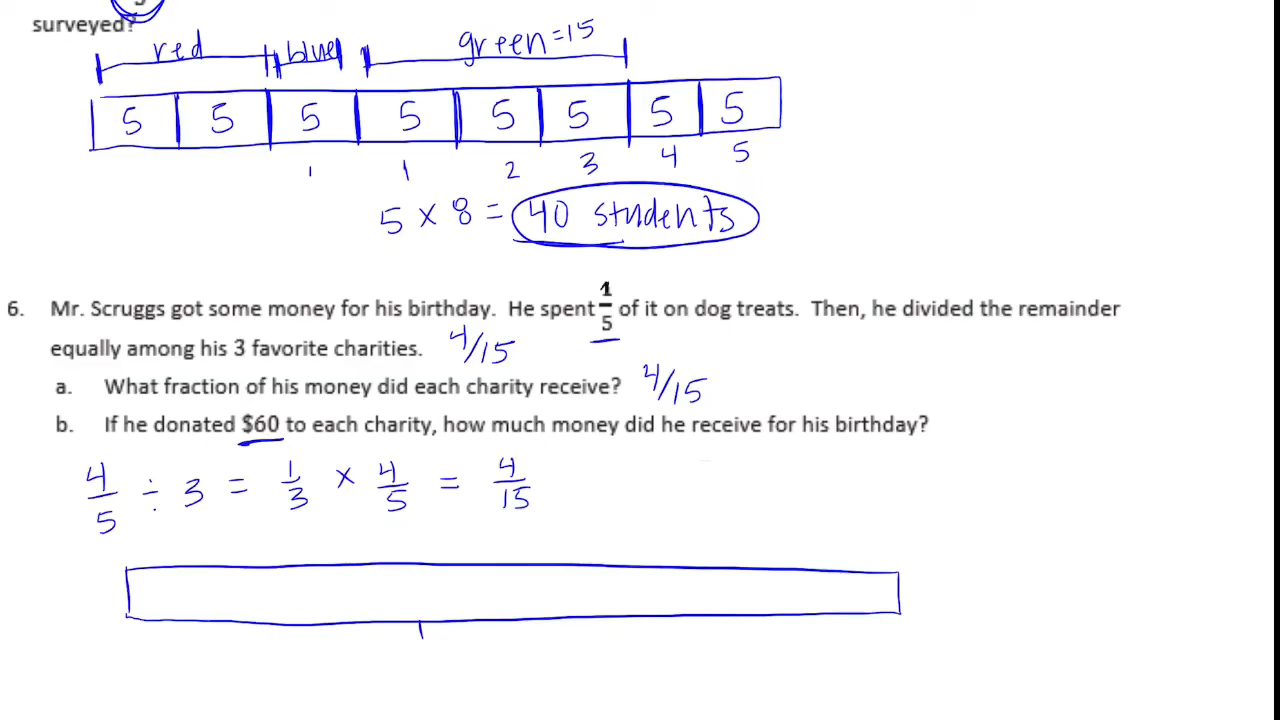 surveyed?
red blue green=15
5 5 5 5 5 5 5 5
1 1 2 3 4 5
5 × 8 = 40 students
6. Mr. Scruggs got some money for his birthday. He spent 1/5 of it on dog treats. Then, he divided the remainder
equally among his 3 favorite charities. 4/15
a. What fraction of his money did each charity receive? 4/15
b. If he donated $60 to each charity, how much money did he receive for his birthday?
4/5 ÷ 3 = 1/3 × 4/5 = 4/15